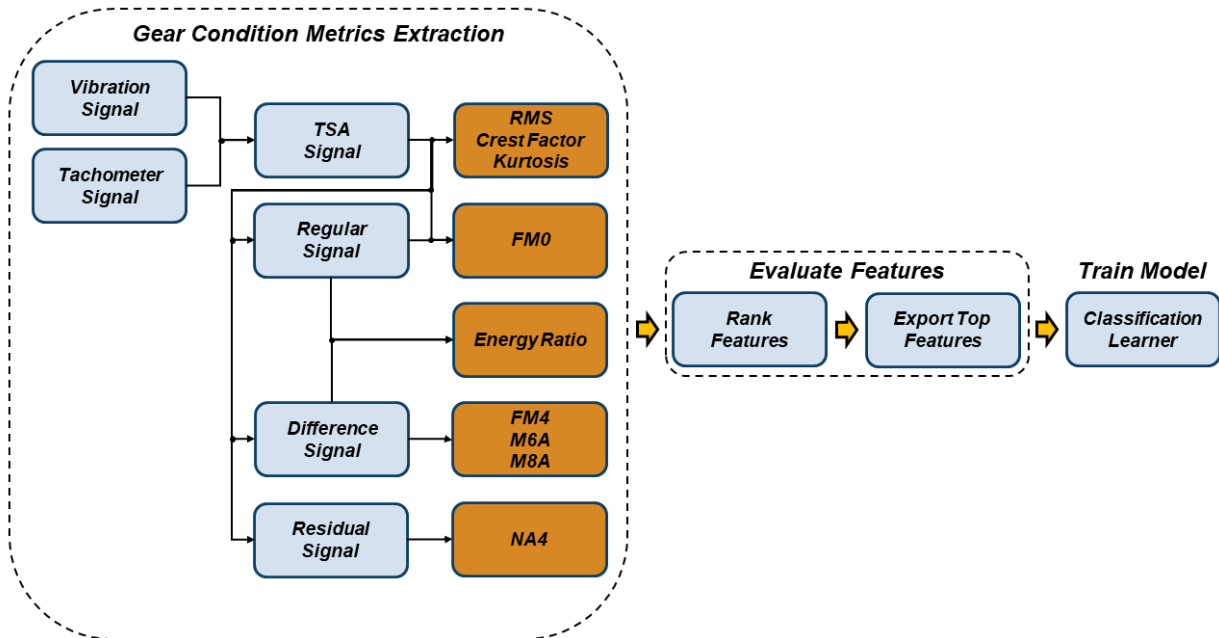 Gear Condition Metrics Extraction
Vibration
Signal
Tachometer
Signal
TSA
Signal
RMS
Crest Factor
Kurtosis
Regular
Signal
FM0
Energy Ratio
Difference
Signal
FM4
M6A
M8A
Residual
Signal
NA4
Evaluate Features
Rank
Features
Export Top
Features
Train Model
Classification
Learner